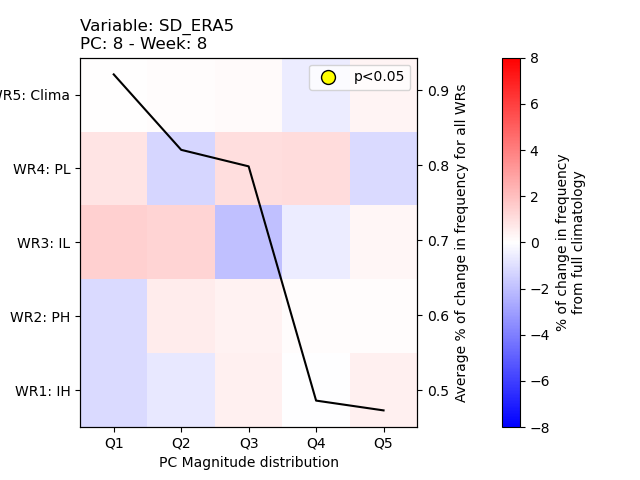 Variable: SD_ERA5
PC: 8 - Week: 8
p<0.05
WR5: Clima
WR4: PL
WR3: IL
WR2: PH
WR1: IH
Q1 Q2 Q3 Q4 Q5
PC Magnitude distribution
0.9
0.8
0.7
0.6
0.5
Average % of change in frequency for all WRs
8
6
4
2
0
−2
−4
−6
−8
% of change in frequency
from full climatology